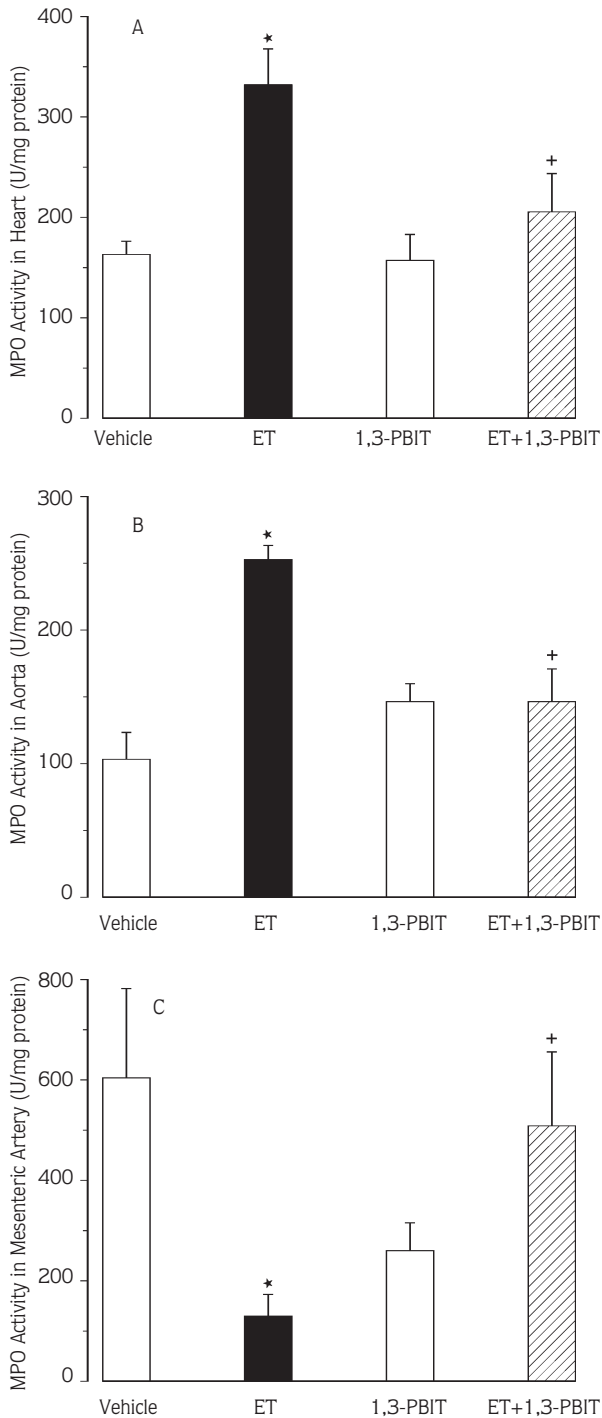 MPO Activity in Heart (U/mg protein)
A
400
300
200
100
0
*
+
Vehicle ET 1,3-PBIT ET+1,3-PBIT
MPO Activity in Aorta (U/mg protein)
B
300
200
100
0
*
+
Vehicle ET 1,3-PBIT ET+1,3-PBIT
MPO Activity in Mesenteric Artery (U/mg protein)
C
800
600
400
200
0
*
+
Vehicle ET 1,3-PBIT ET+1,3-PBIT